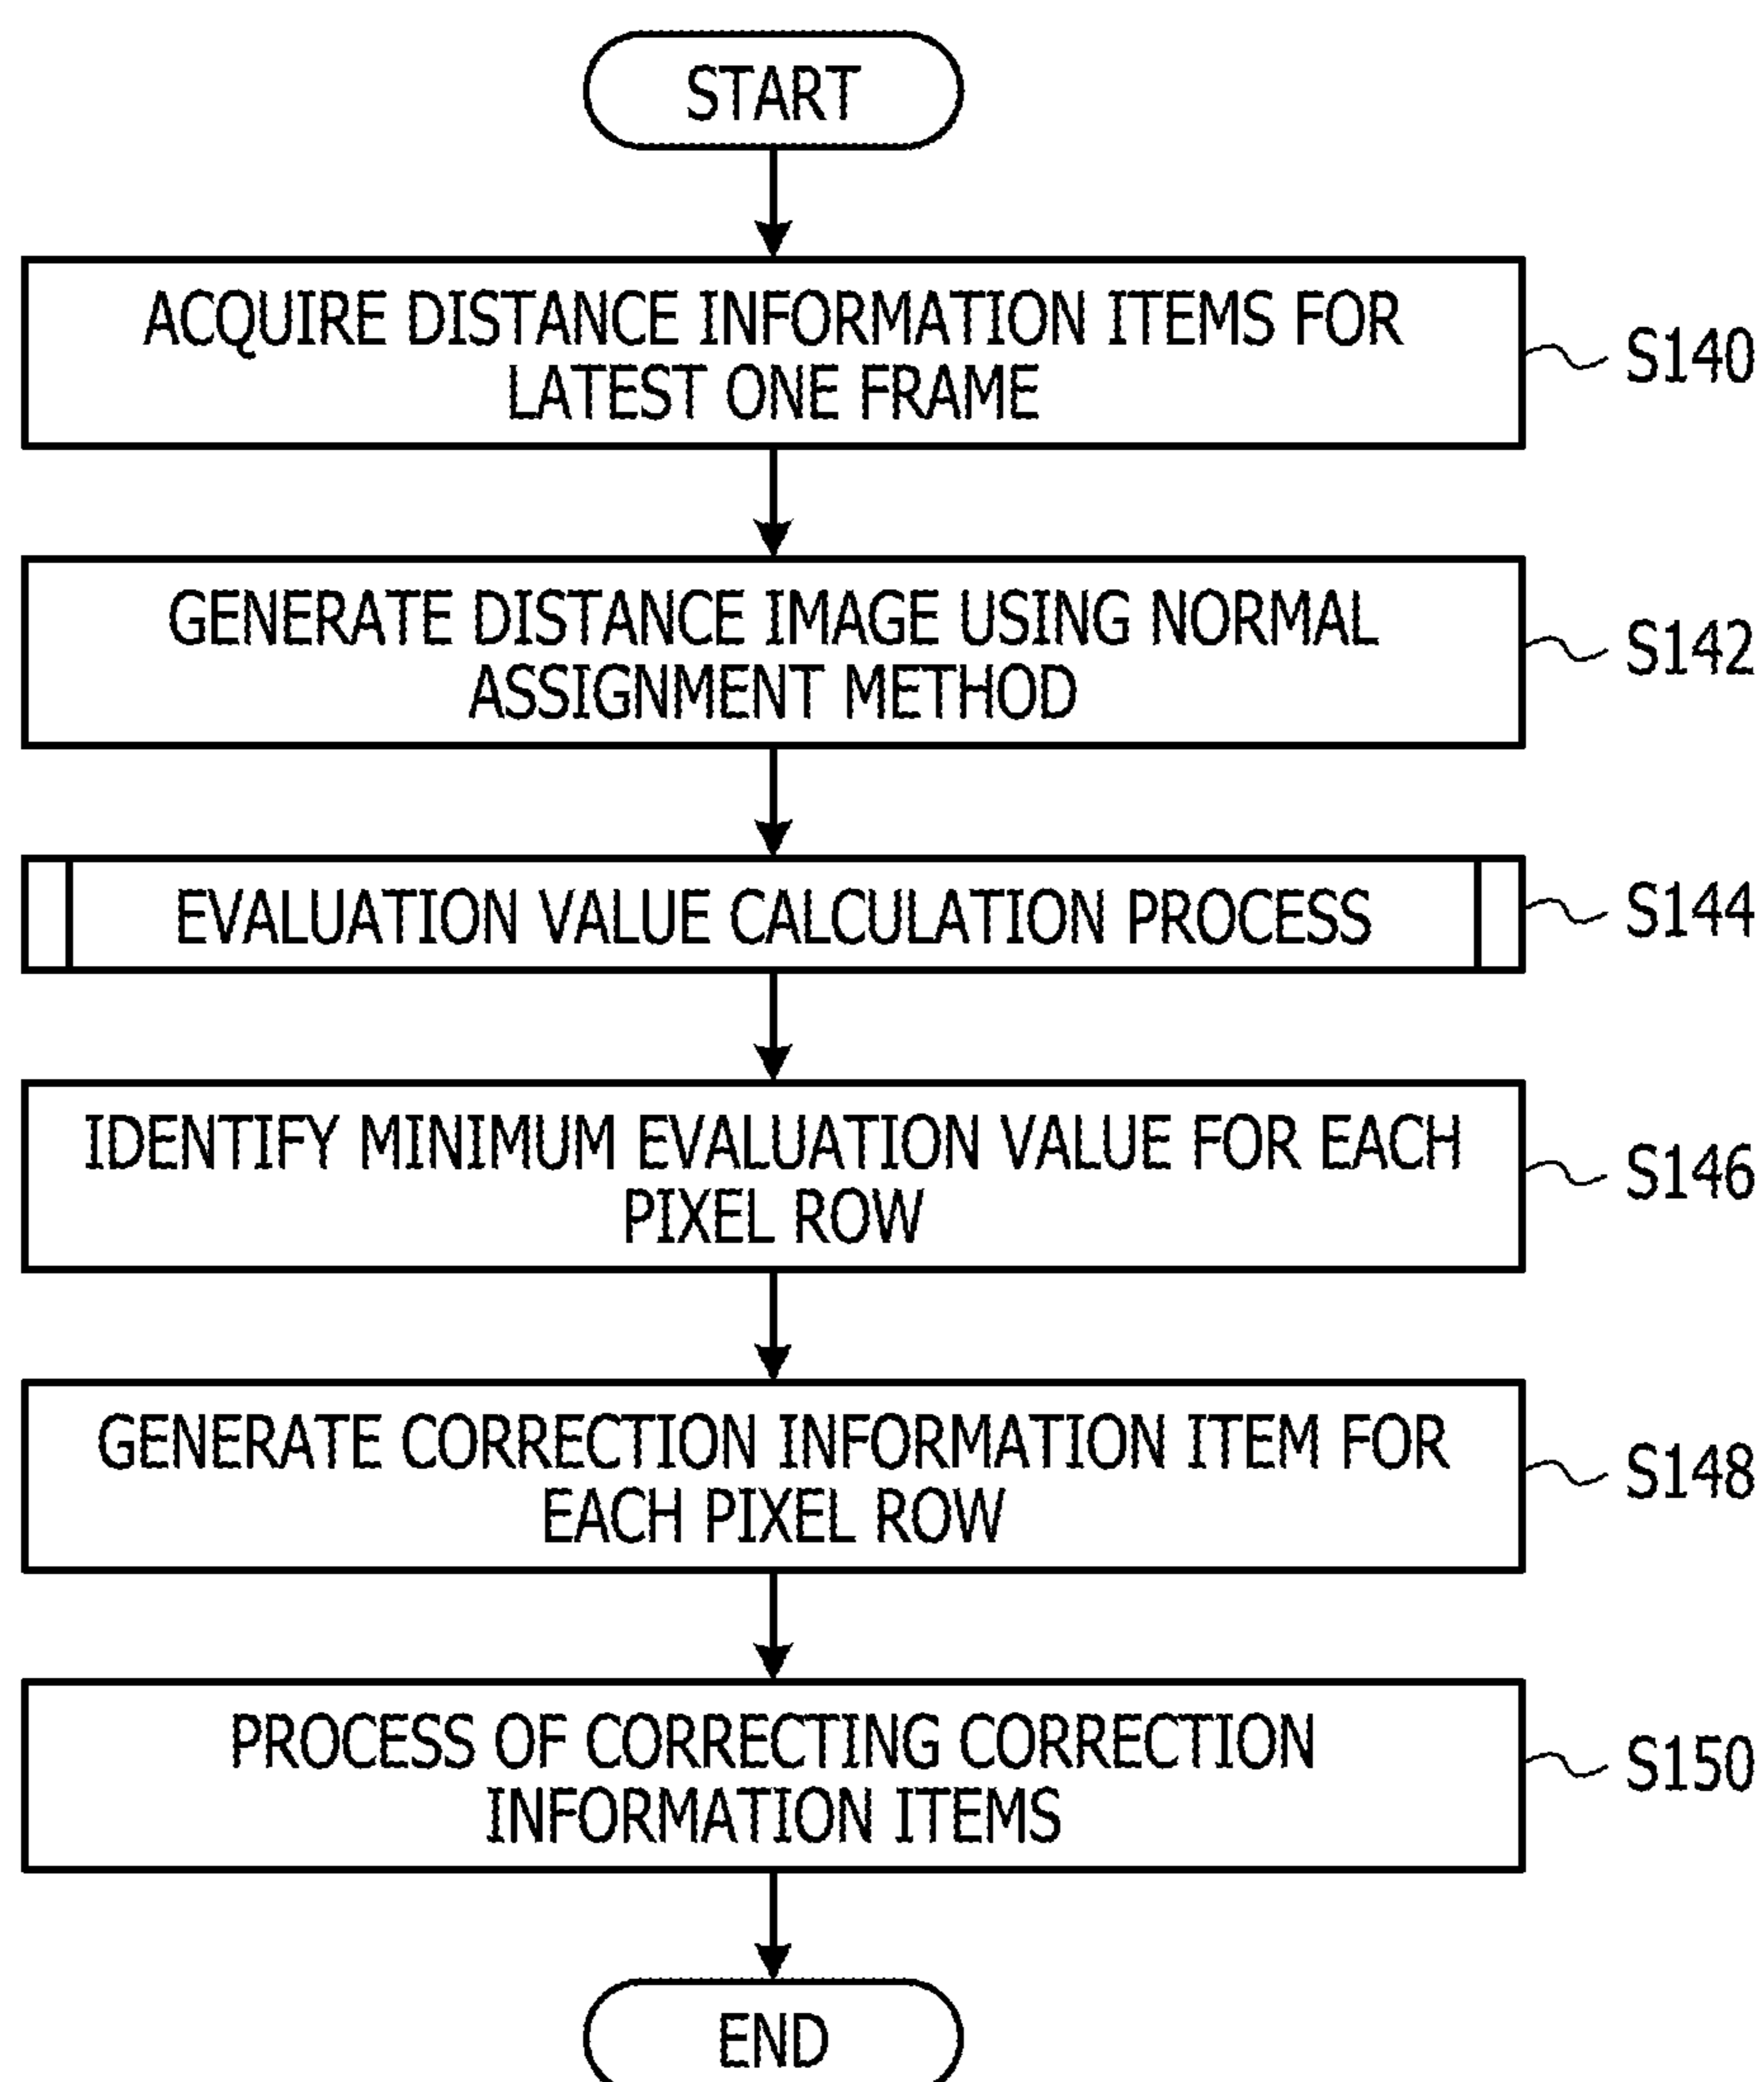 START
ACQUIRE DISTANCE INFORMATION ITEMS FOR
LATEST ONE FRAME
S140
GENERATE DISTANCE IMAGE USING NORMAL
ASSIGNMENT METHOD
S142
EVALUATION VALUE CALCULATION PROCESS
S144
IDENTIFY MINIMUM EVALUATION VALUE FOR EACH
PIXEL ROW
S146
GENERATE CORRECTION INFORMATION ITEM FOR
EACH PIXEL ROW
S148
PROCESS OF CORRECTING CORRECTION
INFORMATION ITEMS
S150
END